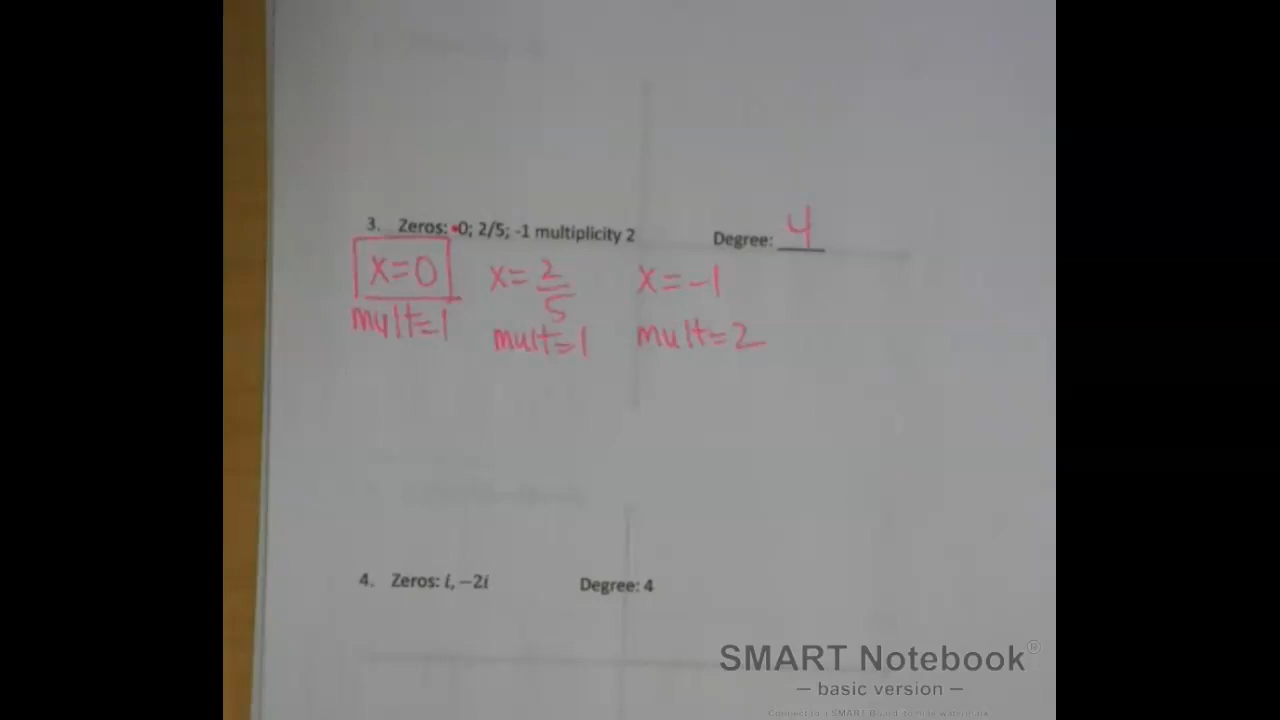 3. Zeros: 0; 2/5; -1 multiplicity 2 Degree: 4
x=0 x=2/5 x=-1
mult=1 mult=1 mult=2
4. Zeros: i, −2i Degree: 4
SMART Notebook®
— basic version —